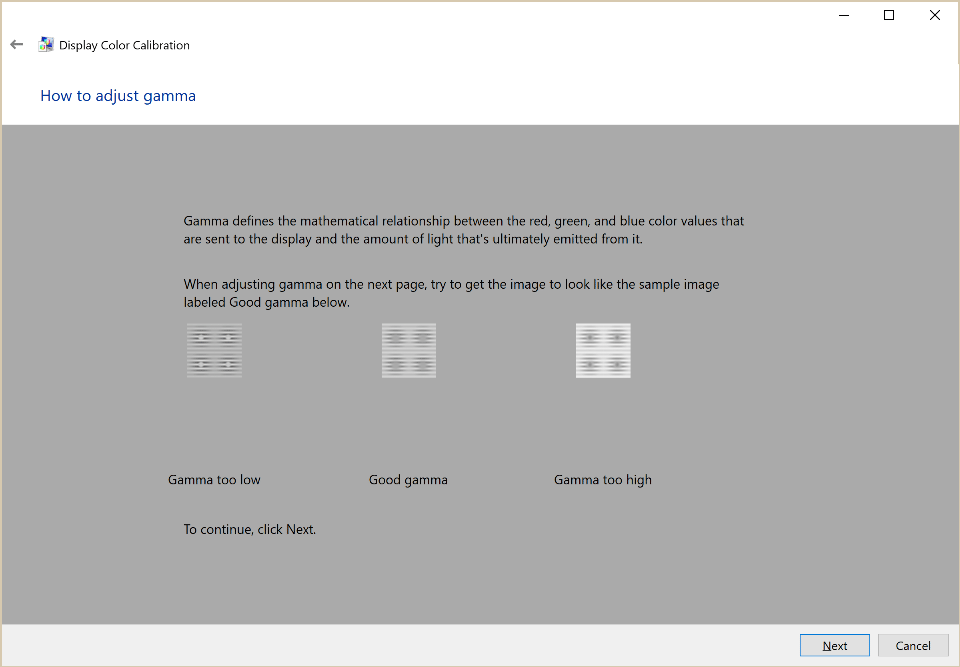 Display Color Calibration
How to adjust gamma
Gamma defines the mathematical relationship between the red, green, and blue color values that
are sent to the display and the amount of light that's ultimately emitted from it.
When adjusting gamma on the next page, try to get the image to look like the sample image
labeled Good gamma below.
Gamma too low
Good gamma
Gamma too high
To continue, click Next.
Next
Cancel